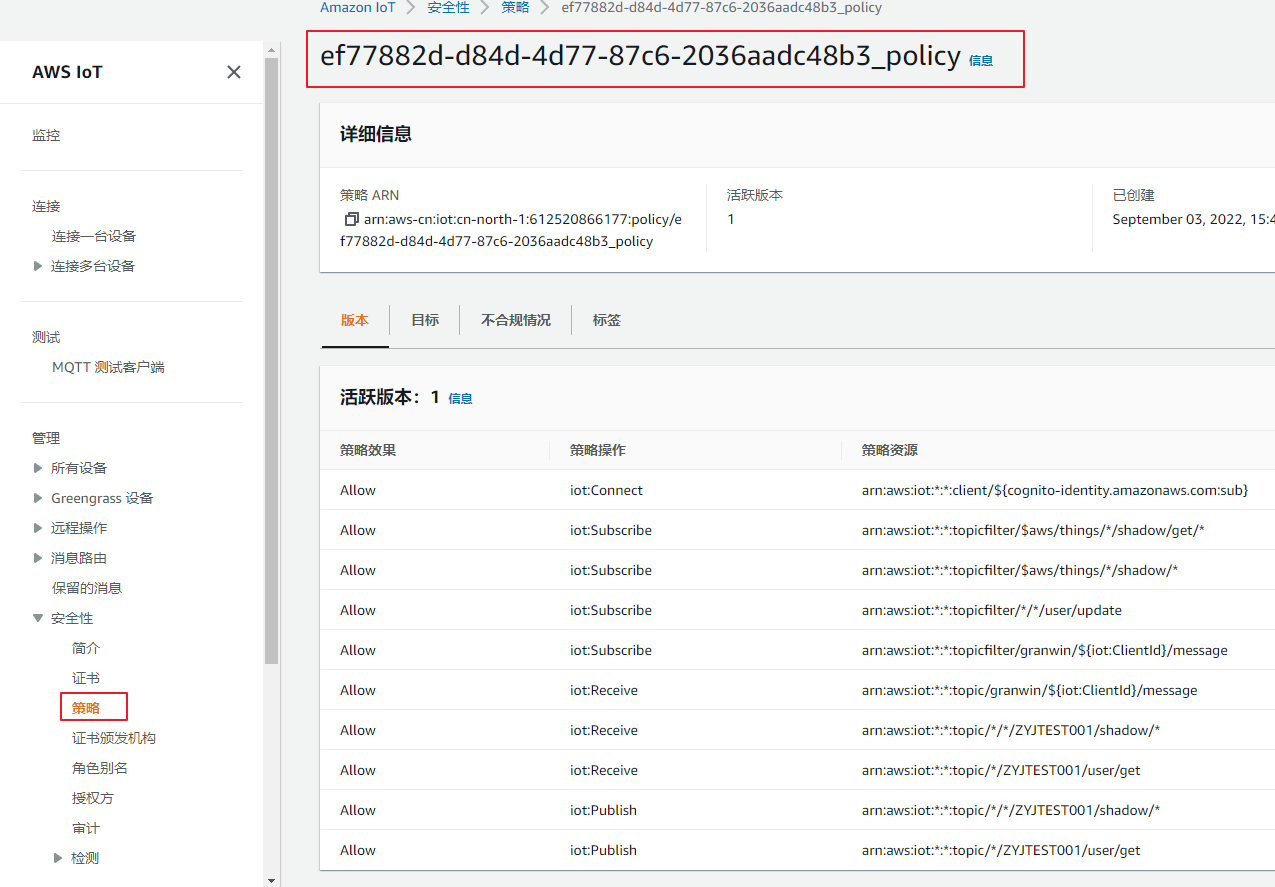 Amazon IoT > 安全性 > 策略 > ef77882d-d84d-4d77-87c6-2036aadc48b3_policy
AWS IoT
监控
连接
连接一台设备
连接多台设备
测试
MQTT 测试客户端
管理
所有设备
Greengrass 设备
远程操作
消息路由
保留的消息
安全性
简介
证书
策略
证书颁发机构
角色别名
授权方
审计
检测
ef77882d-d84d-4d77-87c6-2036aadc48b3_policy 信息
详细信息
策略 ARN
arn:aws-cn:iot:cn-north-1:612520866177:policy/e
f77882d-d84d-4d77-87c6-2036aadc48b3_policy
活跃版本
1
已创建
September 03, 2022, 15:4
版本 目标 不合规情况 标签
活跃版本：1 信息
策略效果 策略操作 策略资源
Allow iot:Connect arn:aws:iot:*:*:client/${cognito-identity.amazonaws.com:sub}
Allow iot:Subscribe arn:aws:iot:*:*:topicfilter/$aws/things/*/shadow/get/*
Allow iot:Subscribe arn:aws:iot:*:*:topicfilter/$aws/things/*/shadow/*
Allow iot:Subscribe arn:aws:iot:*:*:topicfilter/*/*/user/update
Allow iot:Subscribe arn:aws:iot:*:*:topicfilter/granwin/${iot:ClientId}/message
Allow iot:Receive arn:aws:iot:*:*:topic/granwin/${iot:ClientId}/message
Allow iot:Receive arn:aws:iot:*:*:topic/*/*/ZYJTEST001/shadow/*
Allow iot:Receive arn:aws:iot:*:*:topic/*/ZYJTEST001/user/get
Allow iot:Publish arn:aws:iot:*:*:topic/*/*/ZYJTEST001/shadow/*
Allow iot:Publish arn:aws:iot:*:*:topic/*/ZYJTEST001/user/get